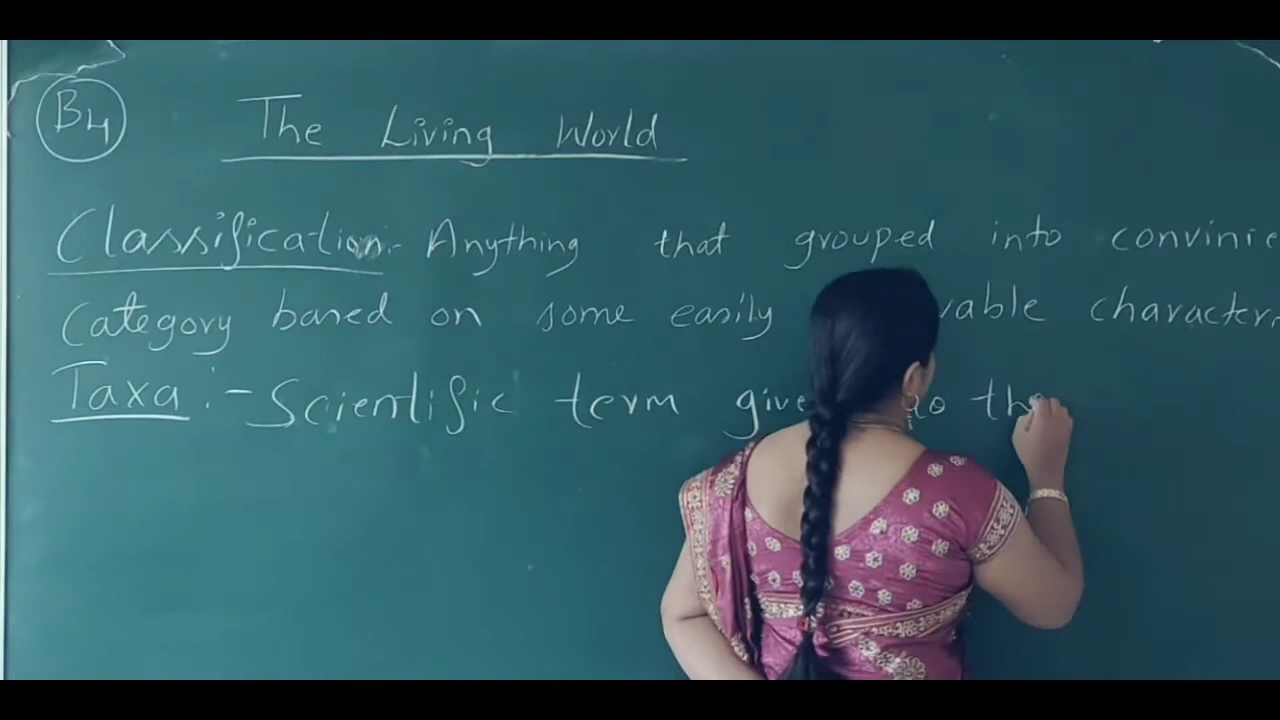 B4
The Living World
Classification:- Anything that grouped into convinie
category based on some easily vable character
Taxa :- Scientific term give to the